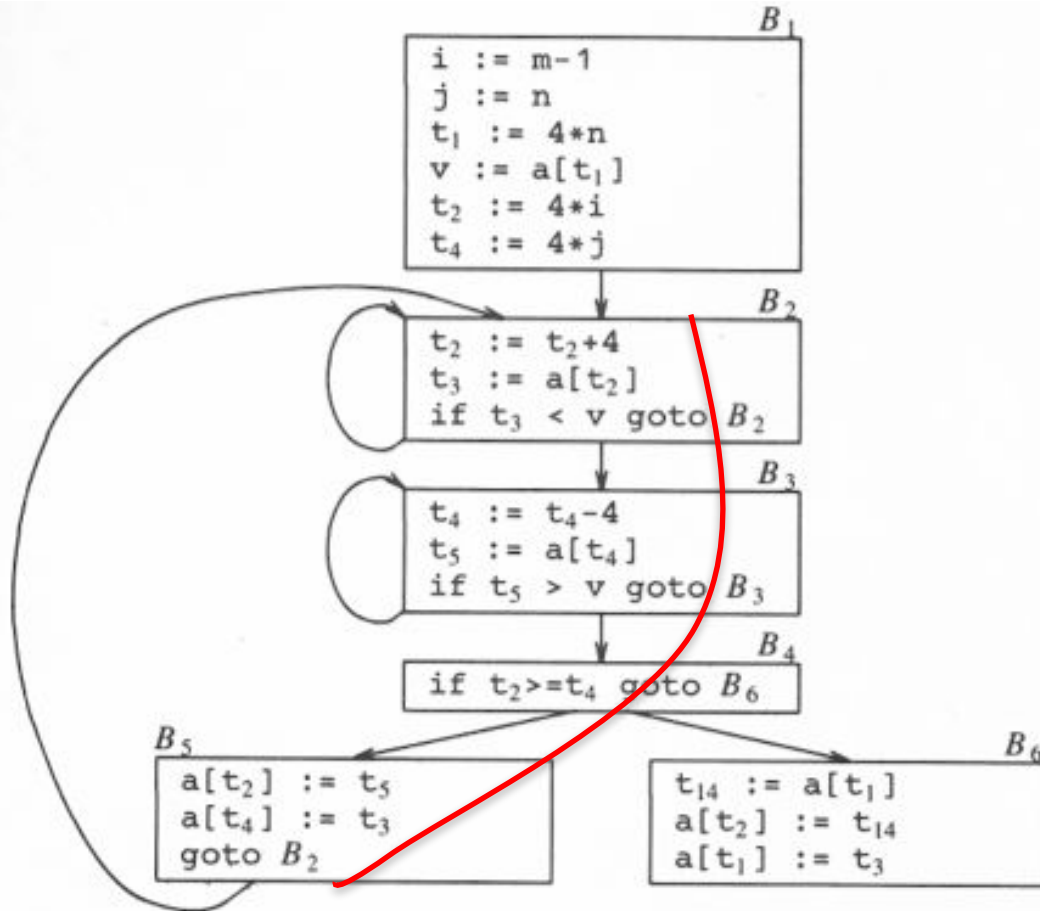 B₁
i := m-1
j := n
t₁ := 4*n
v := a[t₁]
t₂ := 4*i
t₄ := 4*j
B₂
t₂ := t₂+4
t₃ := a[t₂]
if t₃ < v goto B₂
B₃
t₄ := t₄-4
t₅ := a[t₄]
if t₅ > v goto B₃
B₄
if t₂>=t₄ goto B₆
B₅
a[t₂] := t₅
a[t₄] := t₃
goto B₂
B₆
t₁₄ := a[t₁]
a[t₂] := t₁₄
a[t₁] := t₃